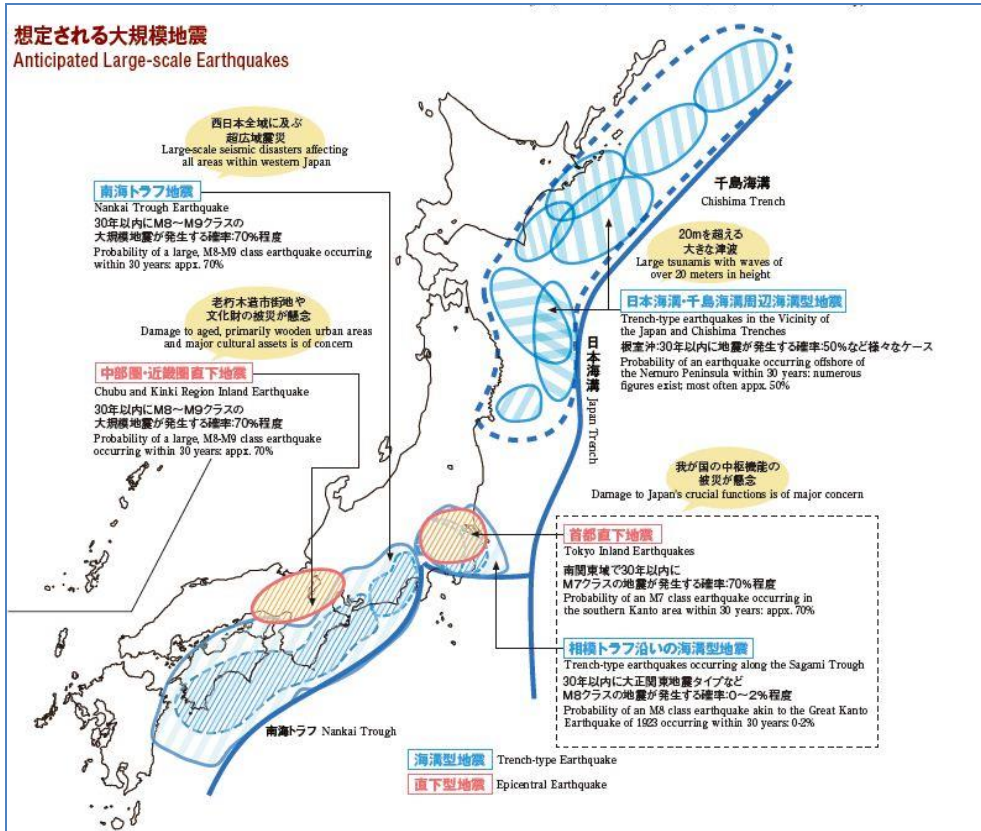 想定される大規模地震
Anticipated Large-scale Earthquakes
西日本全域に及ぶ
超広域震災
Large-scale seismic disasters affecting
all areas within western Japan
南海トラフ地震
Nankai Trough Earthquake
30年以内にM8～M9クラスの
大規模地震が発生する確率:70%程度
Probability of a large, M8-M9 class earthquake occurring
within 30 years: appx. 70%
老朽木造市街地や
文化財の被災が懸念
Damage to aged, primarily wooden urban areas
and major cultural assets is of concern
中部圏・近畿圏直下地震
Chubu and Kinki Region Inland Earthquake
30年以内にM8～M9クラスの
大規模地震が発生する確率:70%程度
Probability of a large, M8-M9 class earthquake
occurring within 30 years: appx. 70%
千島海溝
Chishima Trench
20mを超える
大きな津波
Large tsunamis with waves of
over 20 meters in height
日本海溝・千島海溝周辺海溝型地震
Trench-type earthquakes in the Vicinity of
the Japan and Chishima Trenches
根室沖:30年以内に地震が発生する確率:50%など様々なケース
Probability of an earthquake occurring offshore of
the Nemuro Peninsula within 30 years: numerous
figures exist; most often appx. 50%
日本海溝 Japan Trench
我が国の中枢機能の
被災が懸念
Damage to Japan's crucial functions is of major concern
首都直下地震
Tokyo Inland Earthquakes
南関東域で30年以内に
M7クラスの地震が発生する確率:70%程度
Probability of an M7 class earthquake occurring in
the southern Kanto area within 30 years: appx. 70%
相模トラフ沿いの海溝型地震
Trench-type earthquakes occurring along the Sagami Trough
30年以内に大正関東地震タイプなど
M8クラスの地震が発生する確率:0～2%程度
Probability of an M8 class earthquake akin to the Great Kanto
Earthquake of 1923 occurring within 30 years: 0-2%
南海トラフ Nankai Trough
海溝型地震 Trench-type Earthquake
直下型地震 Epicentral Earthquake